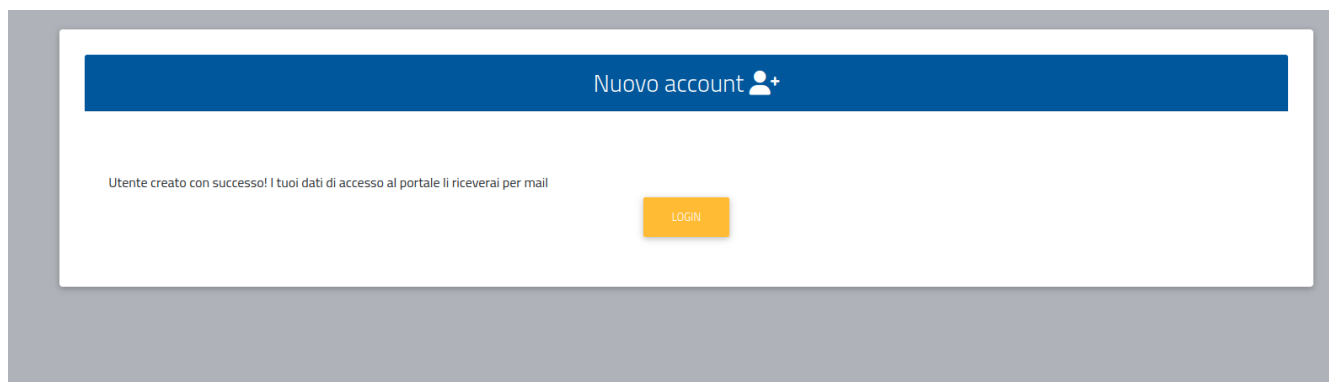 Nuovo account
Utente creato con successo! I tuoi dati di accesso al portale li riceverai per mail
LOGIN